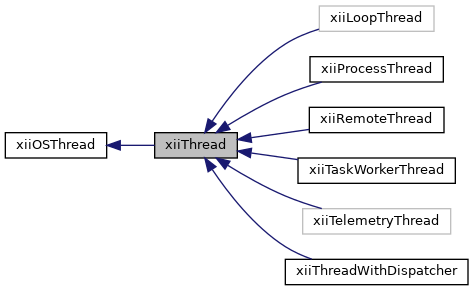 xiiLoopThread
xiiProcessThread
xiiRemoteThread
xiiOSThread
xiiThread
xiiTaskWorkerThread
xiiTelemetryThread
xiiThreadWithDispatcher